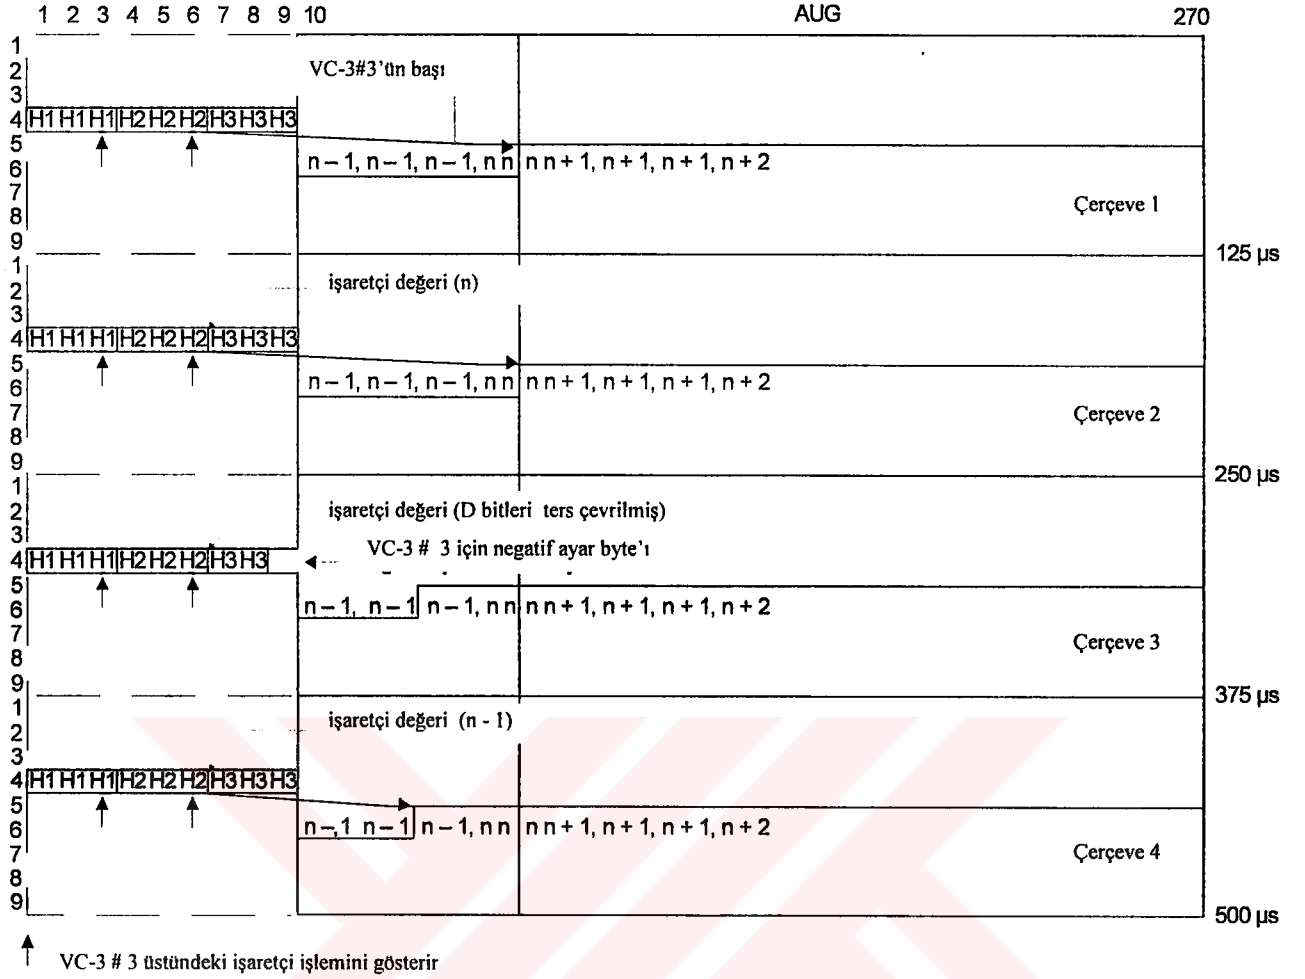 1 2 3 4 5 6 7 8 9 10 AUG 270
1
2
3
VC-3#3'ün başı
4 H1 H1 H1 H2 H2 H2 H3 H3 H3
5
6 n – 1, n – 1, n – 1, n n n n + 1, n + 1, n + 1, n + 2
7
8 Çerçeve 1
9
125 µs
1
2 işaretçi değeri (n)
3
4 H1 H1 H1 H2 H2 H2 H3 H3 H3
5
6 n – 1, n – 1, n – 1, n n n n + 1, n + 1, n + 1, n + 2
7 Çerçeve 2
8
9
250 µs
1
2 işaretçi değeri (D bitleri ters çevrilmiş)
3
VC-3 # 3 için negatif ayar byte'ı
4 H1 H1 H1 H2 H2 H2 H3 H3
5
6 n – 1, n – 1 n – 1, n n n n + 1, n + 1, n + 1, n + 2
7 Çerçeve 3
8
9
375 µs
1 işaretçi değeri (n - 1)
2
3
4 H1 H1 H1 H2 H2 H2 H3 H3 H3
5
6 n –, 1 n – 1 n – 1, n n n n + 1, n + 1, n + 1, n + 2
7 Çerçeve 4
8
9
500 µs
VC-3 # 3 üstündeki işaretçi işlemini gösterir